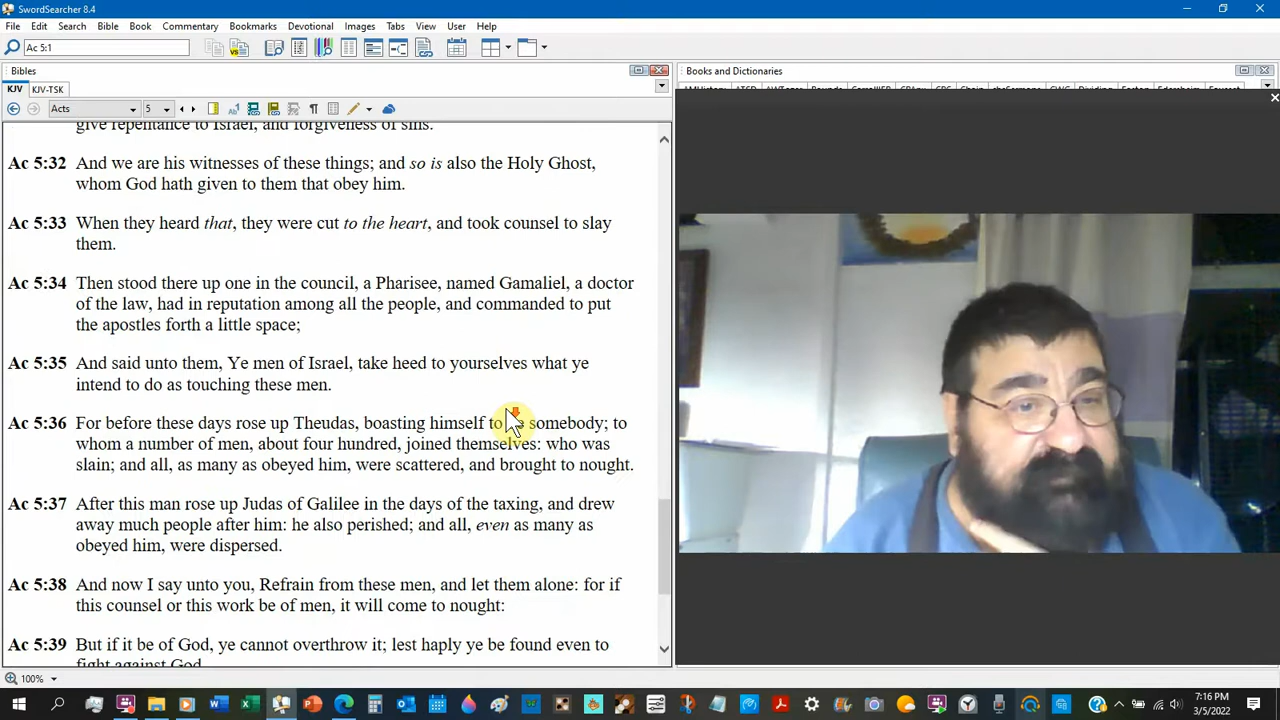 SwordSearcher 8.4
File Edit Search Bible Book Commentary Bookmarks Devotional Images Tabs View User Help
Ac 5:1
Bibles
Books and Dictionaries
KJV KJV-TSK
Acts 5
give repentance to Israel, and forgiveness of sins.
Ac 5:32 And we are his witnesses of these things; and so is also the Holy Ghost,
whom God hath given to them that obey him.
Ac 5:33 When they heard that, they were cut to the heart, and took counsel to slay
them.
Ac 5:34 Then stood there up one in the council, a Pharisee, named Gamaliel, a doctor
of the law, had in reputation among all the people, and commanded to put
the apostles forth a little space;
Ac 5:35 And said unto them, Ye men of Israel, take heed to yourselves what ye
intend to do as touching these men.
Ac 5:36 For before these days rose up Theudas, boasting himself to somebody; to
whom a number of men, about four hundred, joined themselves: who was
slain; and all, as many as obeyed him, were scattered, and brought to nought.
Ac 5:37 After this man rose up Judas of Galilee in the days of the taxing, and drew
away much people after him: he also perished; and all, even as many as
obeyed him, were dispersed.
Ac 5:38 And now I say unto you, Refrain from these men, and let them alone: for if
this counsel or this work be of men, it will come to nought:
Ac 5:39 But if it be of God, ye cannot overthrow it; lest haply ye be found even to
fight against God.
100%
7:16 PM
3/5/2022